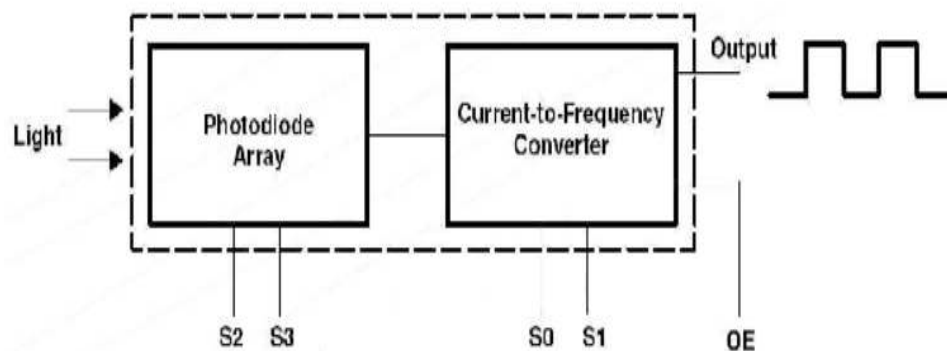 Light
Photodiode
Array
Current-to-Frequency
Converter
Output
S2
S3
S0
S1
OE